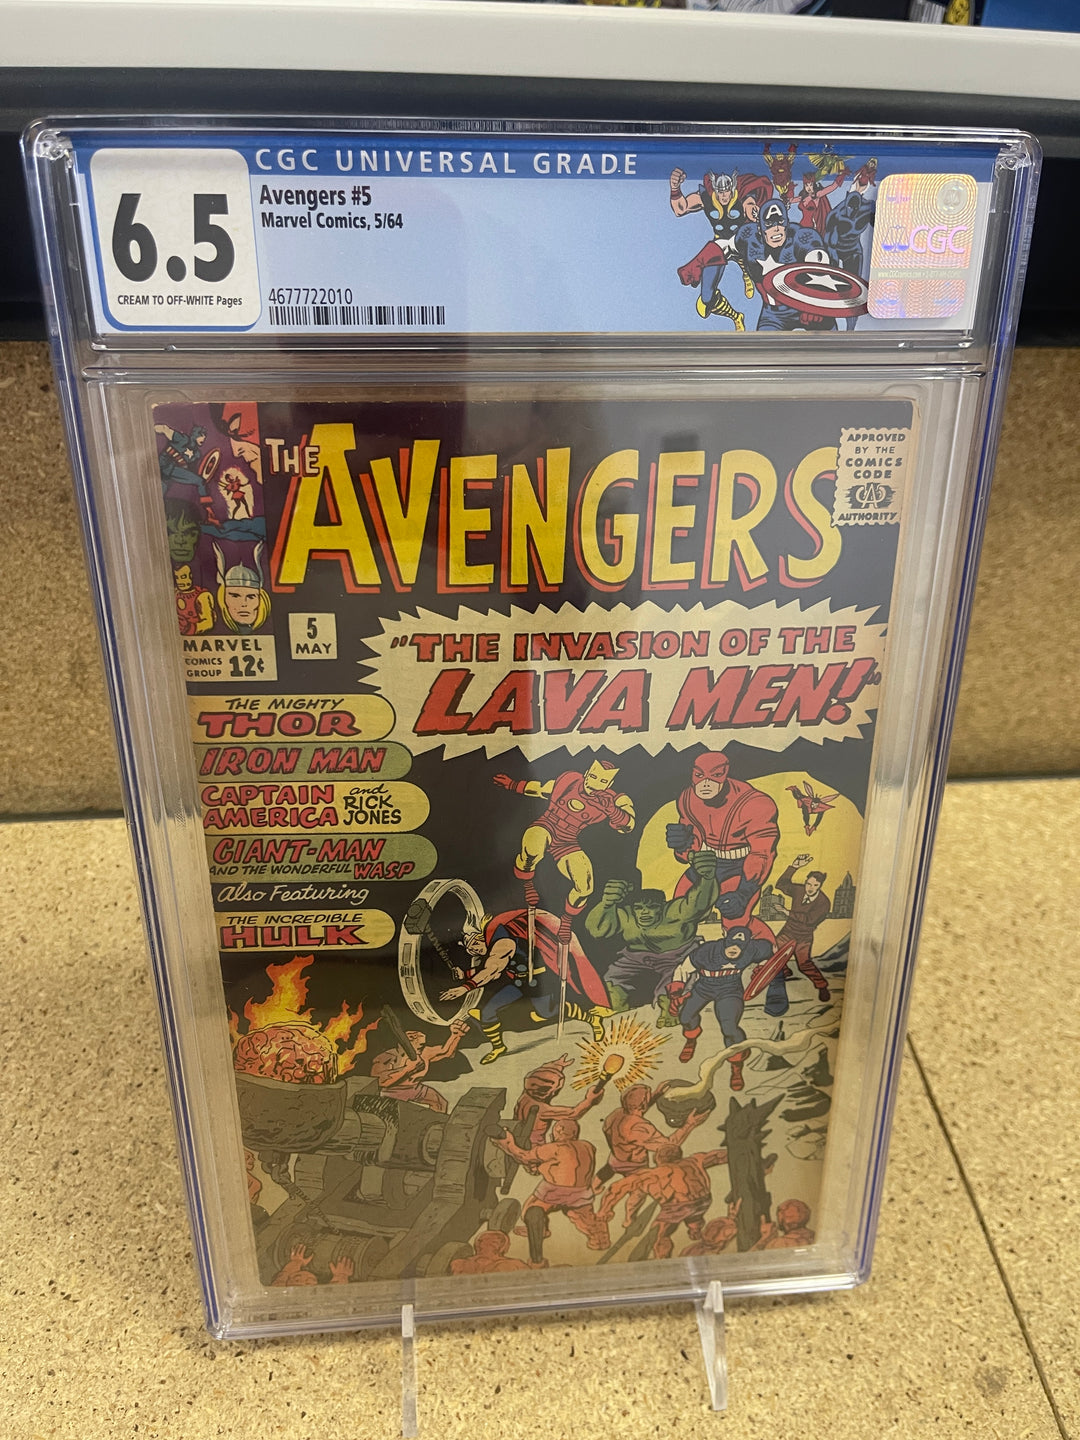 CGC UNIVERSAL GRADE
6.5
CREAM TO OFF-WHITE Pages
Avengers #5
Marvel Comics, 5/64
4677722010
CGC
THE AVENGERS
APPROVED
BY THE
COMICS
CODE
CA
AUTHORITY
MARVEL
COMICS
GROUP
12¢
5
MAY
"THE INVASION OF THE
LAVA MEN!"
THE MIGHTY
THOR
IRON MAN
CAPTAIN
AMERICA
and
RICK
JONES
GIANT-MAN
AND THE WONDERFUL WASP
Also Featuring
THE INCREDIBLE
HULK